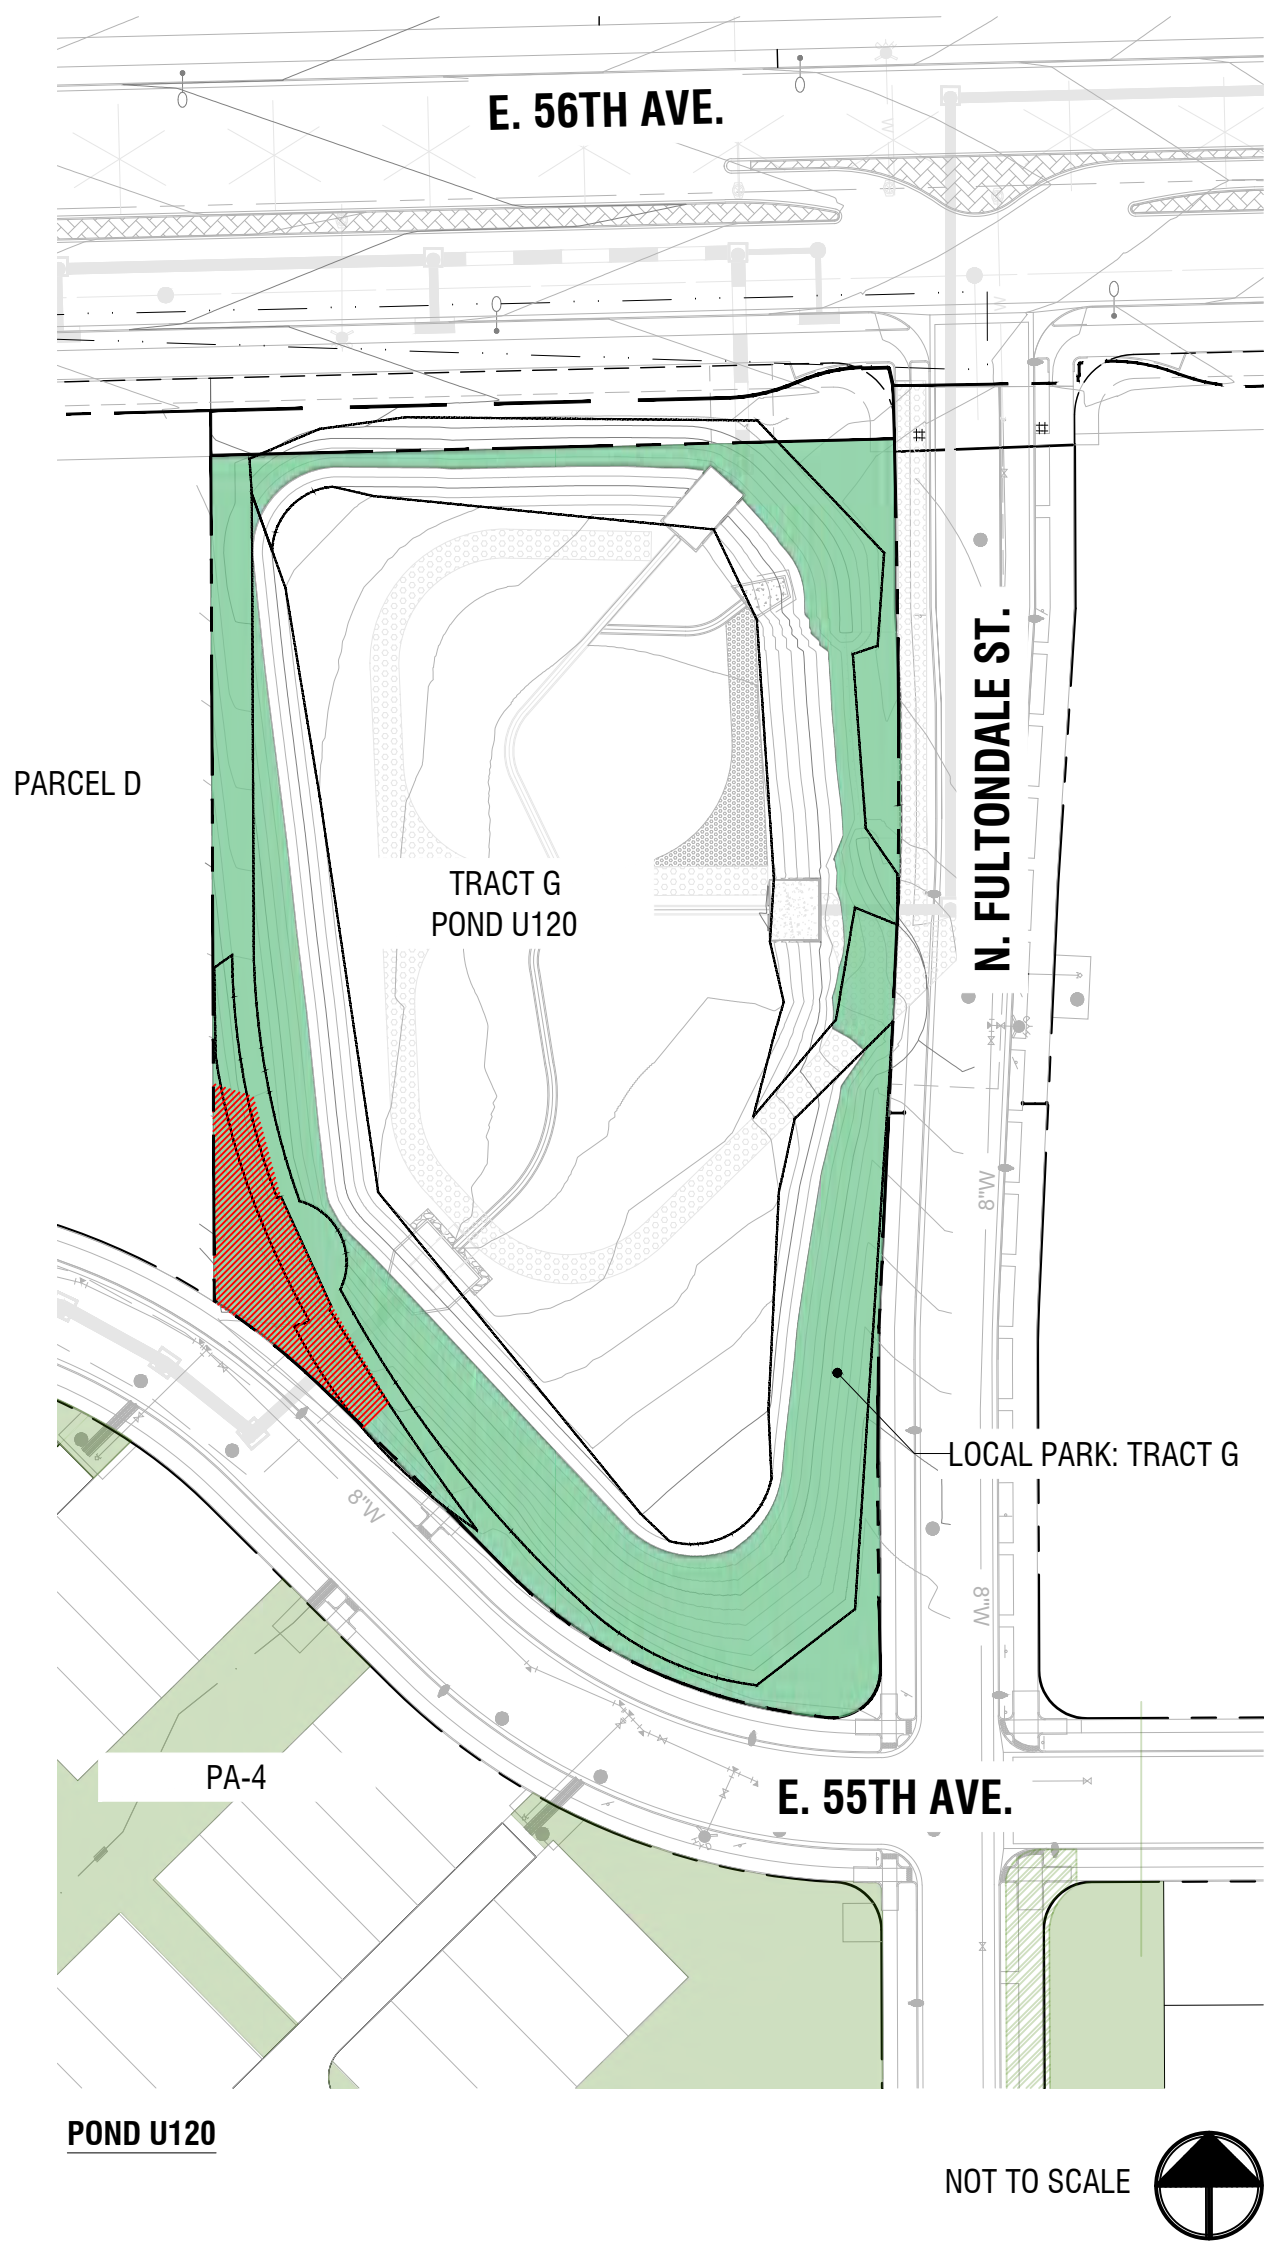 E. 56TH AVE.
N. FULTONDALE ST.
PARCEL D
TRACT G
POND U120
8"W
LOCAL PARK: TRACT G
8"W
8"W
PA-4
E. 55TH AVE.
POND U120
NOT TO SCALE